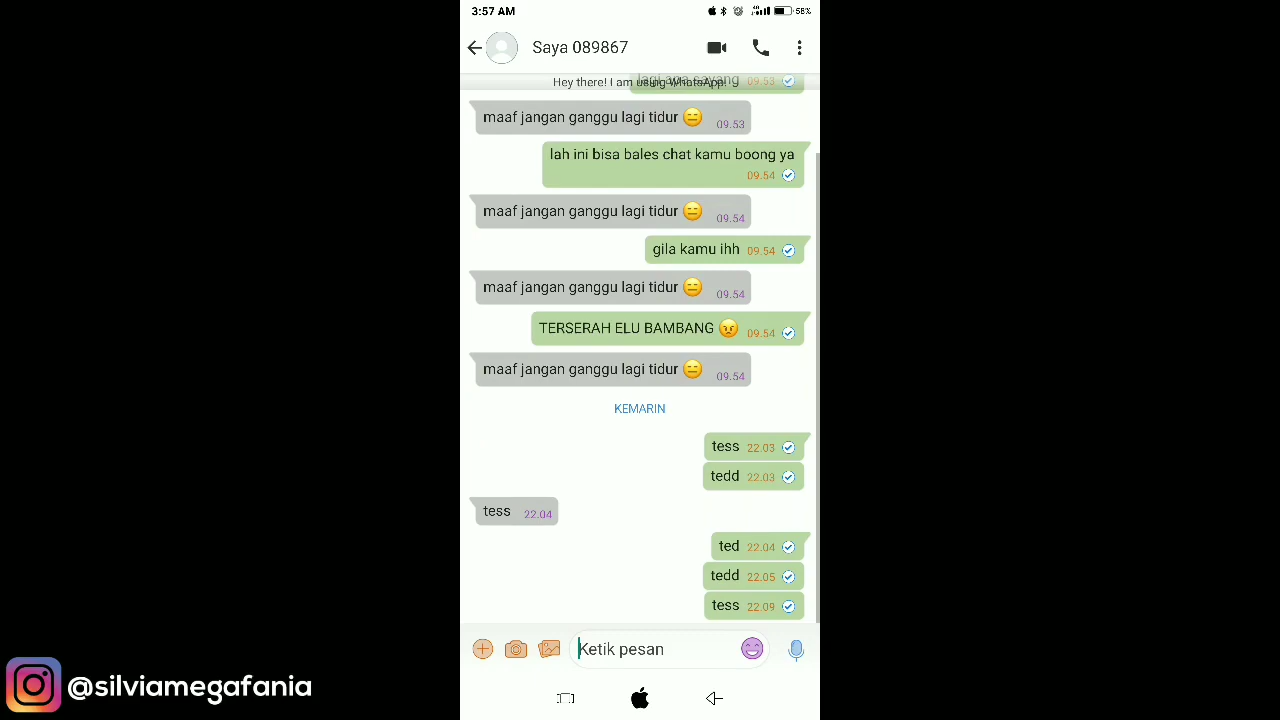 3:57 AM
58%
Saya 089867
lagi apa sayang 09.53
Hey there! I am using WhatsApp!
maaf jangan ganggu lagi tidur 😑 09.53
lah ini bisa bales chat kamu boong ya
09.54
maaf jangan ganggu lagi tidur 😑 09.54
gila kamu ihh 09.54
maaf jangan ganggu lagi tidur 😑 09.54
TERSERAH ELU BAMBANG 😠 09.54
maaf jangan ganggu lagi tidur 😑 09.54
KEMARIN
tess 22.03
tedd 22.03
tess 22.04
ted 22.04
tedd 22.05
tess 22.09
Ketik pesan
@silviamegafania